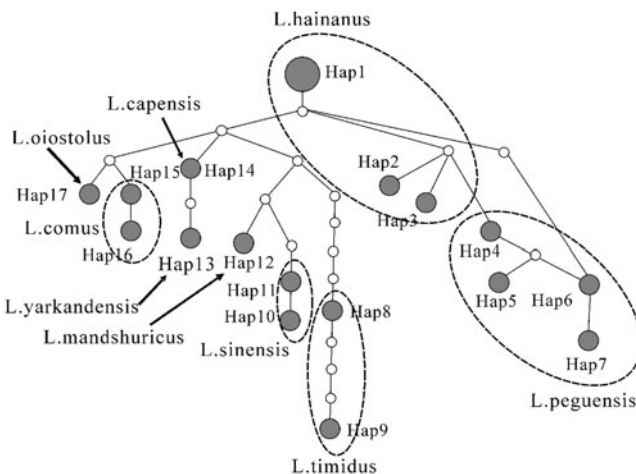 L.hainanus
Hap1
L.capensis
L.oiostolus
Hap15
Hap14
Hap2
Hap17
Hap3
L.comus
Hap16
Hap13
Hap12
Hap4
L.yarkandensis
Hap11
Hap5
Hap6
L.mandshuricus
Hap10
Hap8
L.sinensis
Hap7
L.peguensis
Hap9
L.timidus